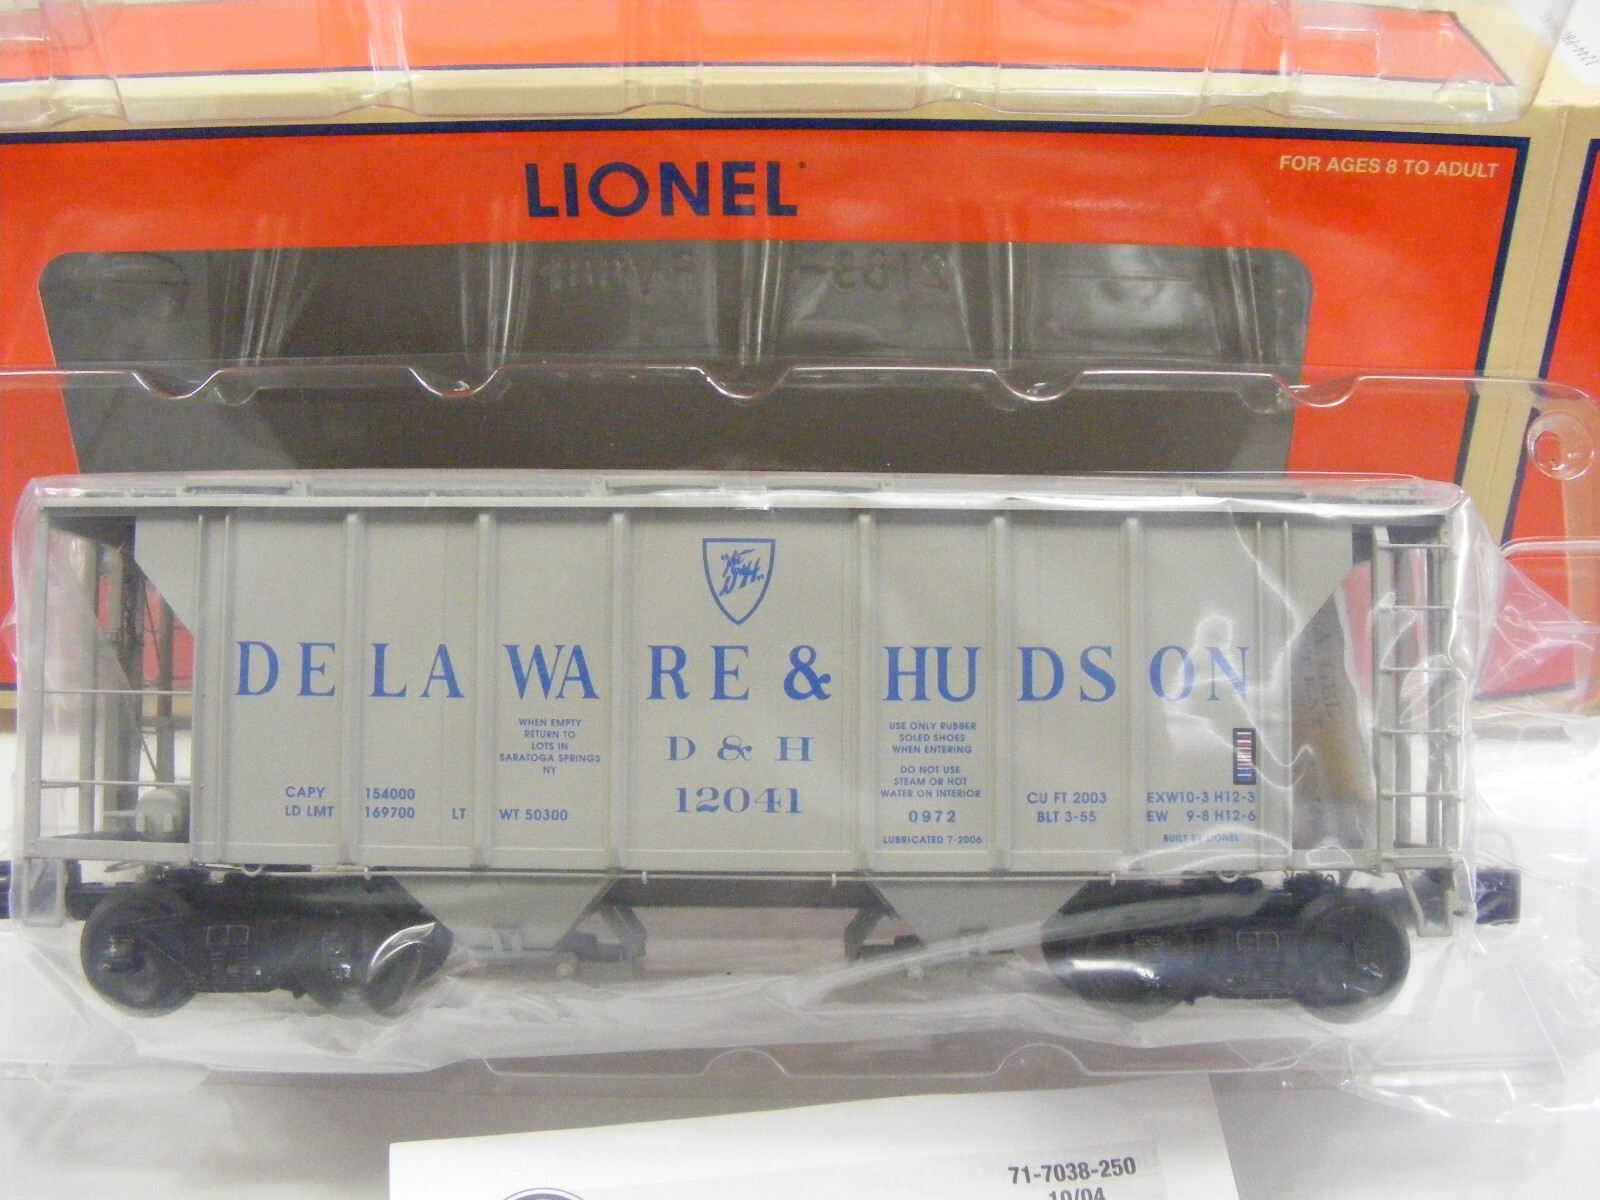 LIONEL
FOR AGES 8 TO ADULT
The D&H
DELAWARE & HUDSON
WHEN EMPTY
RETURN TO
LOTS IN
SARATOGA SPRINGS
NY
D & H
12041
USE ONLY RUBBER
SOLED SHOES
WHEN ENTERING
DO NOT USE
STEAM OR HOT
WATER ON INTERIOR
0972
LUBRICATED 7-2006
CAPY 154000
LD LMT 169700 LT WT 50300
CU FT 2003
BLT 3-55
EXW10-3 H12-3
EW 9-8 H12-6
BUILT BY LIONEL
71-7038-250
10/04